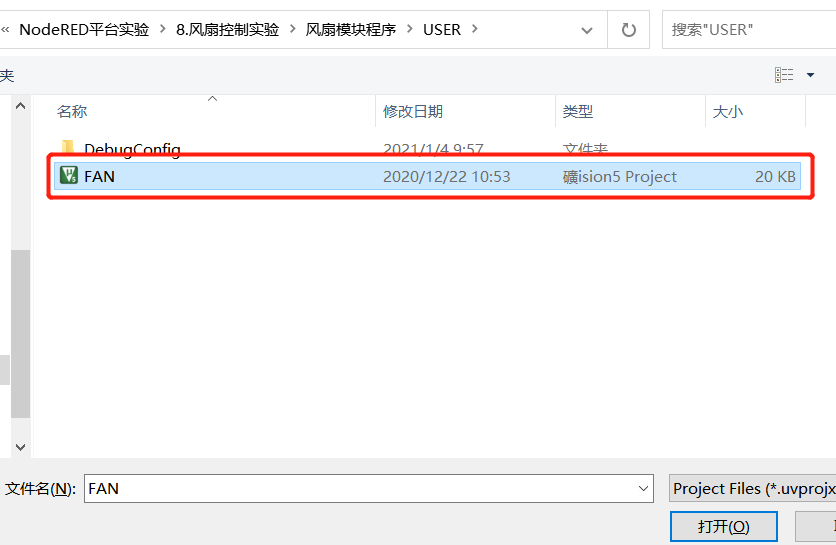 « NodeRED平台实验 > 8.风扇控制实验 > 风扇模块程序 > USER > 搜索"USER"
夹
名称 修改日期 类型 大小
DebugConfig 2021/1/4 9:57 文件夹
FAN 2020/12/22 10:53 礦ision5 Project 20 KB
文件名(N): FAN Project Files (*.uvprojx
打开(O)